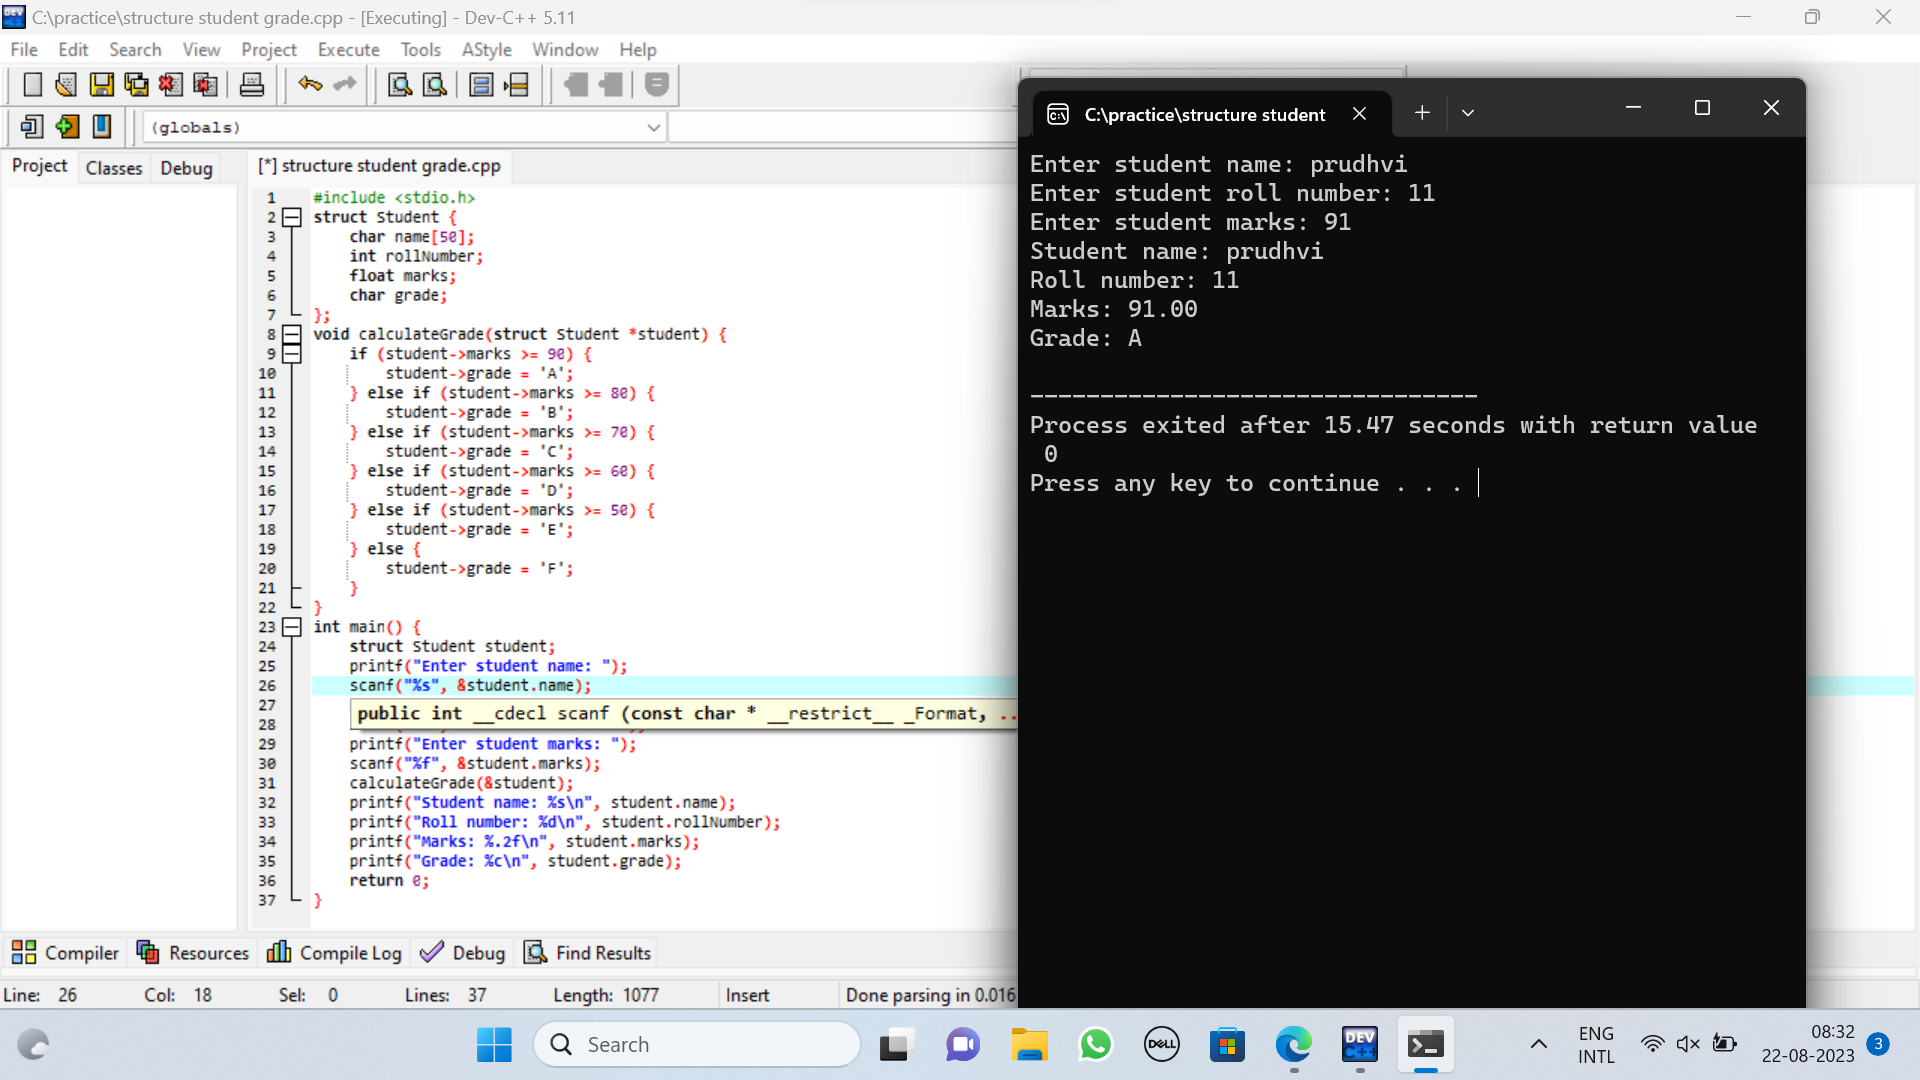 C:\practice\structure student grade.cpp - [Executing] - Dev-C++ 5.11
File Edit Search View Project Execute Tools AStyle Window Help
(globals)
Project Classes Debug
[*] structure student grade.cpp
1 #include <stdio.h>
2 struct Student {
3 char name[50];
4 int rollNumber;
5 float marks;
6 char grade;
7 };
8 void calculateGrade(struct Student *student) {
9 if (student->marks >= 90) {
10 student->grade = 'A';
11 } else if (student->marks >= 80) {
12 student->grade = 'B';
13 } else if (student->marks >= 70) {
14 student->grade = 'C';
15 } else if (student->marks >= 60) {
16 student->grade = 'D';
17 } else if (student->marks >= 50) {
18 student->grade = 'E';
19 } else {
20 student->grade = 'F';
21 }
22 }
23 int main() {
24 struct Student student;
25 printf("Enter student name: ");
26 scanf("%s", &student.name);
27
public int __cdecl scanf (const char * __restrict__ _Format, ..
28
29 printf("Enter student marks: ");
30 scanf("%f", &student.marks);
31 calculateGrade(&student);
32 printf("Student name: %s\n", student.name);
33 printf("Roll number: %d\n", student.rollNumber);
34 printf("Marks: %.2f\n", student.marks);
35 printf("Grade: %c\n", student.grade);
36 return 0;
37 }
C:\practice\structure student
Enter student name: prudhvi
Enter student roll number: 11
Enter student marks: 91
Student name: prudhvi
Roll number: 11
Marks: 91.00
Grade: A
--------------------------------
Process exited after 15.47 seconds with return value
0
Press any key to continue . . .
Compiler Resources Compile Log Debug Find Results
Line: 26 Col: 18 Sel: 0 Lines: 37 Length: 1077 Insert Done parsing in 0.016
Search
DELL
DEV C++
ENG
INTL
08:32
22-08-2023
3